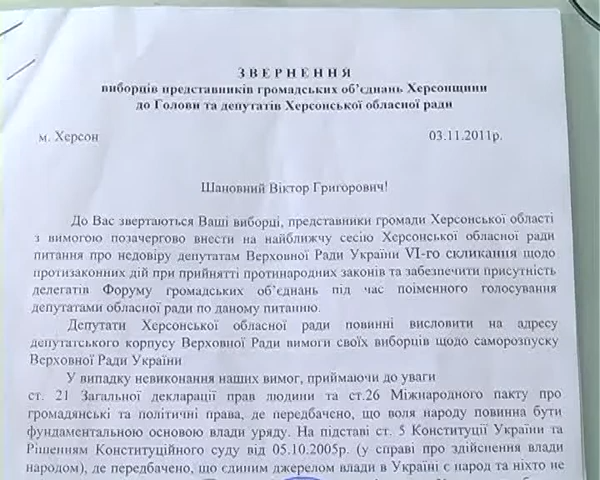 З В Е Р Н Е Н Н Я
виборців представників громадських об'єднань Херсонщини
до Голови та депутатів Херсонської обласної ради
м. Херсон 03.11.2011р.
Шановний Віктор Григорович!
До Вас звертаються Ваші виборці, представники громади Херсонської області
з вимогою позачергово внести на найближчу сесію Херсонської обласної ради
питання про недовіру депутатам Верховної Ради України VI-го скликання щодо
протизаконних дій при прийнятті протинародних законів та забезпечити присутність
делегатів Форуму громадських об'єднань під час поіменного голосування
депутатами обласної ради по даному питанню.
Депутати Херсонської обласної ради повинні висловити на адресу
депутатського корпусу Верховної Ради вимоги своїх виборців щодо саморозпуску
Верховної Ради України
У випадку невиконання наших вимог, приймаючи до уваги
ст. 21 Загальної декларації прав людини та ст.26 Міжнародного пакту про
громадянські та політичні права, де передбачено, що воля народу повинна бути
фундаментальною основою влади уряду. На підставі ст. 5 Конституції України та
Рішенням Конституційного суду від 05.10.2005р. (у справі про здійснення влади
народом), де передбачено, що єдиним джерелом влади в Україні є народ та ніхто не